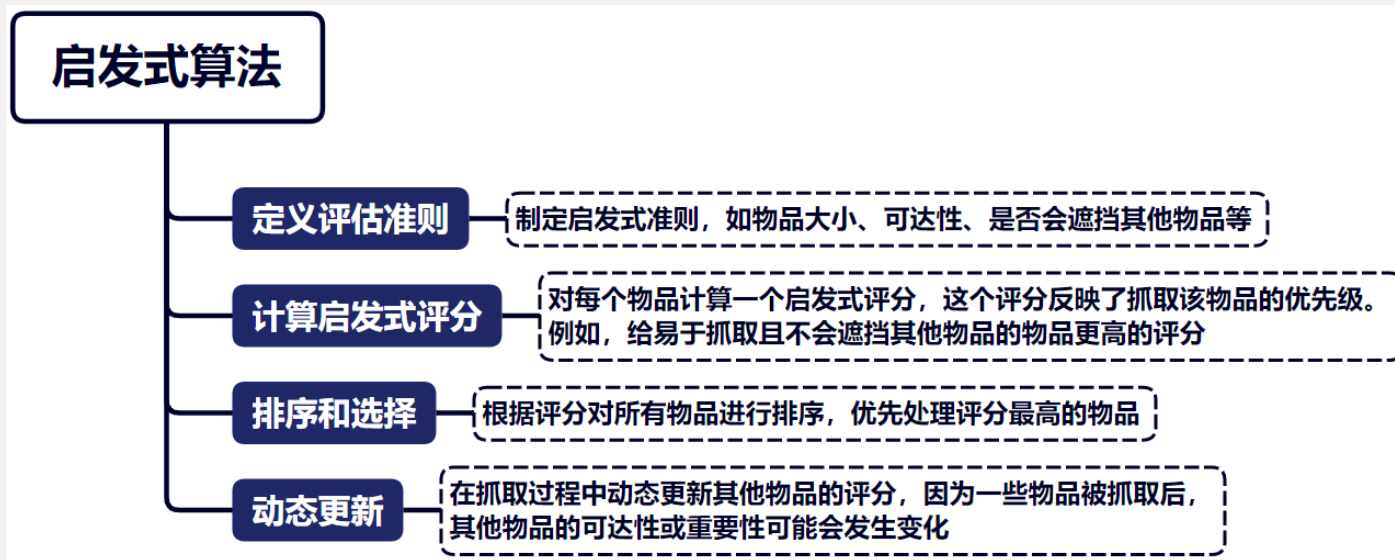 启发式算法
定义评估准则
制定启发式准则，如物品大小、可达性、是否会遮挡其他物品等
计算启发式评分
对每个物品计算一个启发式评分，这个评分反映了抓取该物品的优先级。
例如，给易于抓取且不会遮挡其他物品的物品更高的评分
排序和选择
根据评分对所有物品进行排序，优先处理评分最高的物品
动态更新
在抓取过程中动态更新其他物品的评分，因为一些物品被抓取后，
其他物品的可达性或重要性可能会发生变化